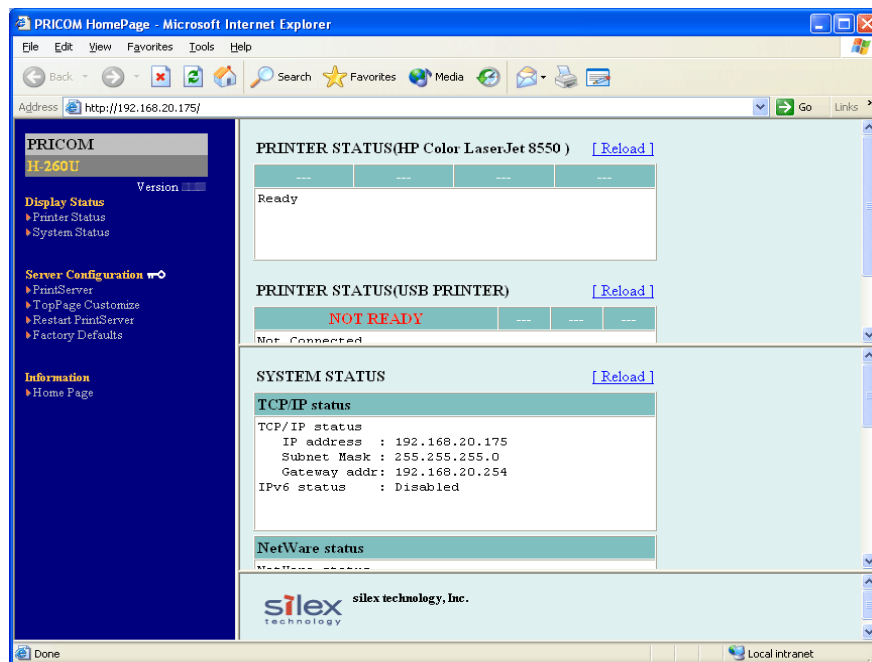 PRICOM HomePage - Microsoft Internet Explorer
File Edit View Favorites Tools Help
Back Search Favorites Media
Address http://192.168.20.175/ Go Links
PRICOM
H-260U
Version
Display Status
Printer Status
System Status
Server Configuration
PrintServer
TopPage Customize
Restart PrintServer
Factory Defaults
Information
Home Page
PRINTER STATUS(HP Color LaserJet 8550 ) [ Reload ]
--- --- --- ---
Ready
PRINTER STATUS(USB PRINTER) [ Reload ]
NOT READY --- --- ---
Not Connected
SYSTEM STATUS [ Reload ]
TCP/IP status
TCP/IP status
IP address : 192.168.20.175
Subnet Mask : 255.255.255.0
Gateway addr: 192.168.20.254
IPv6 status : Disabled
NetWare status
NetWare status
silex technology
silex technology, Inc.
Done Local intranet